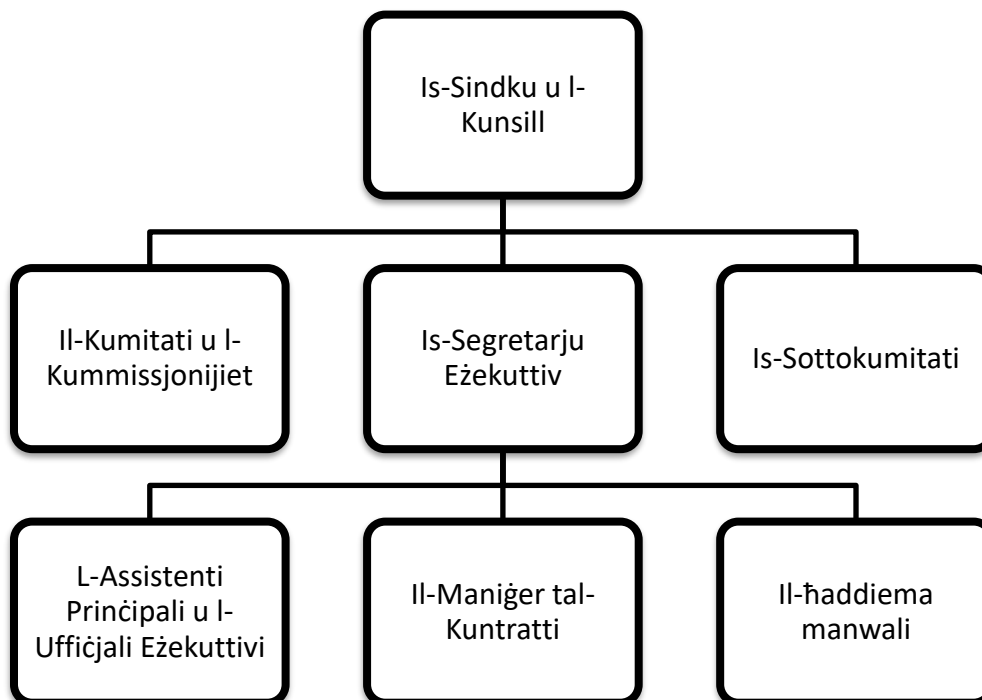 Is-Sindku u l-
Kunsill
Il-Kumitati u l-
Kummissjonijiet
Is-Segretarju
Eżekuttiv
Is-Sottokumitati
L-Assistenti
Prinċipali u l-
Uffiċjali Eżekuttivi
Il-Maniġer tal-
Kuntratti
Il-ħaddiema
manwali